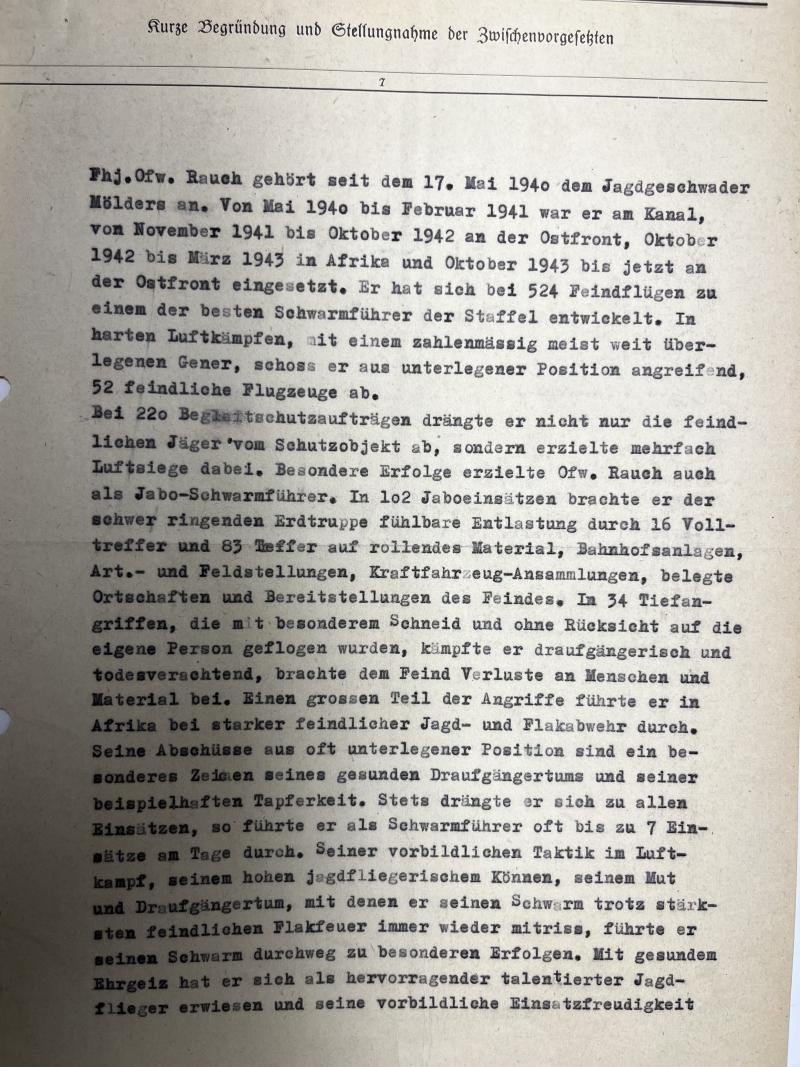 Kurze Begründung und Stellungnahme der Zwischenvorgesetzten
7
Fhj.Ofw. Rauch gehört seit dem 17. Mai 194o dem Jagdgeschwader
Mölders an. Von Mai 194o bis Februar 1941 war er am Kanal,
von November 1941 bis Oktober 1942 an der Ostfront, Oktober
1942 bis März 1943 in Afrika und Oktober 1943 bis jetzt an
der Ostfront eingesetzt. Er hat sich bei 524 Feindflügen zu
einem der besten Schwarmführer der Staffel entwickelt. In
harten Luftkämpfen, mit einem zahlenmässig meist weit über-
legenen Gener, schoss er aus unterlegener Position angreifend,
52 feindliche Flugzeuge ab.
Bei 22o Begleitschutzaufträgen drängte er nicht nur die feind-
lichen Jäger vom Schutzobjekt ab, sondern erzielte mehrfach
Luftsiege dabei. Besondere Erfolge erzielte Ofw. Rauch auch
als Jabo-Schwarmführer. In 1o2 Jaboeinsätzen brachte er der
schwer ringenden Erdtruppe fühlbare Entlastung durch 16 Voll-
treffer und 83 Teffer auf rollendes Material, Bahnhofsanlagen,
Art.- und Feldstellungen, Kraftfahrzeug-Ansammlungen, belegte
Ortschaften und Bereitstellungen des Feindes. In 34 Tiefan-
griffen, die mit besonderem Schneid und ohne Rücksicht auf die
eigene Person geflogen wurden, kämpfte er draufgängerisch und
todesverachtend, brachte dem Feind Verluste an Menschen und
Material bei. Einen grossen Teil der Angriffe führte er in
Afrika bei starker feindlicher Jagd- und Flakabwehr durch.
Seine Abschüsse aus oft unterlegener Position sind ein be-
sonderes Zeichen seines gesunden Draufgängertums und seiner
beispielhaften Tapferkeit. Stets drängte er sich zu allen
Einsätzen, so führte er als Schwarmführer oft bis zu 7 Ein-
sätze am Tage durch. Seiner vorbildlichen Taktik im Luft-
kampf, seinem hohen jagdfliegerischem Können, seinem Mut
und Draufgängertum, mit denen er seinen Schwarm trotz stärk-
sten feindlichen Flakfeuer immer wieder mitriss, führte er
seinen Schwarm durchweg zu besonderen Erfolgen. Mit gesundem
Ehrgeiz hat er sich als hervorragender talentierter Jagd-
flieger erwiesen und seine vorbildliche Einsatzfreudigkeit